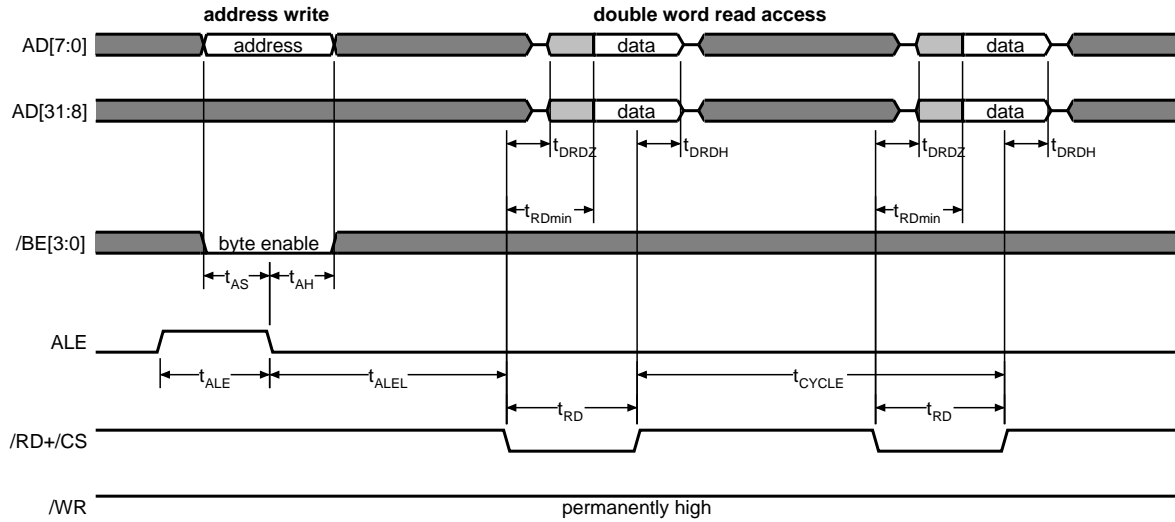 address write double word read access
AD[7:0] address data data
AD[31:8] data data
tDRDZ tDRDH tDRDZ tDRDH
tRDmin tRDmin
/BE[3:0] byte enable
tAS tAH
ALE
tALE tALEL tCYCLE
tRD tRD
/RD+/CS
/WR permanently high